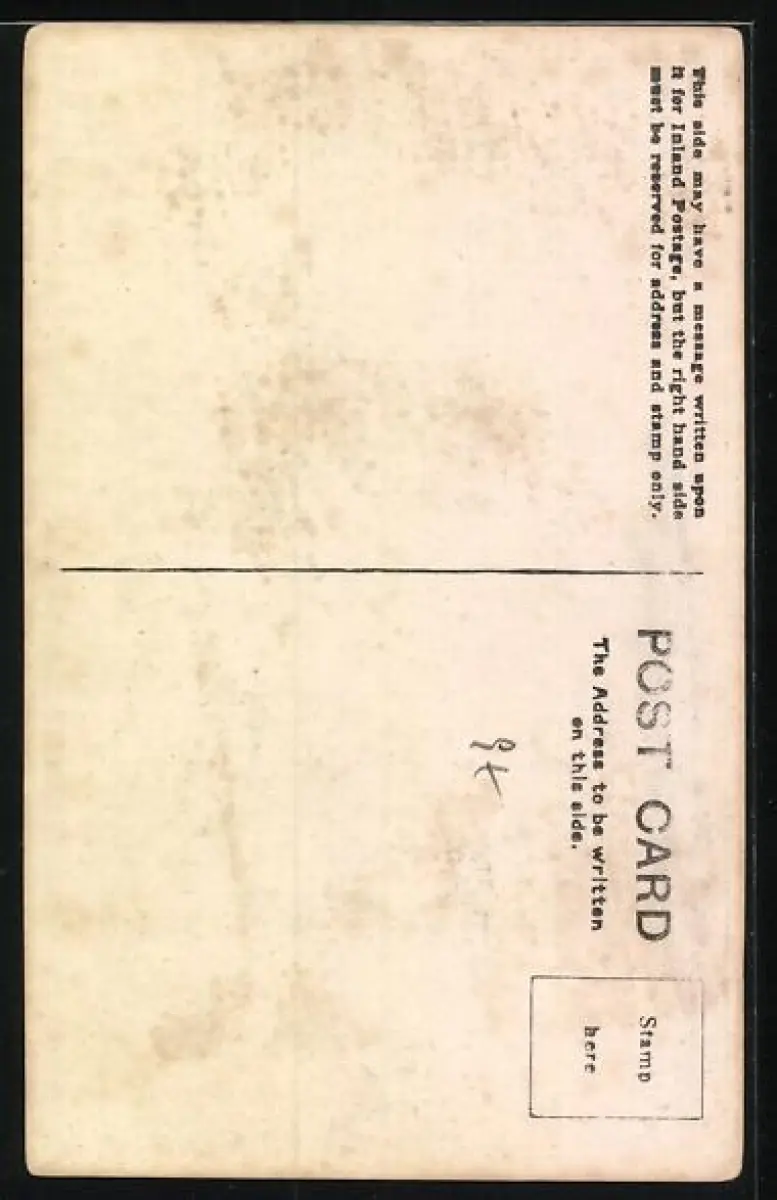 This side may have a message written upon
it for Inland Postage, but the right hand side
must be reserved for address and stamp only.
POST CARD
The Address to be written
on this side.
Stamp
here